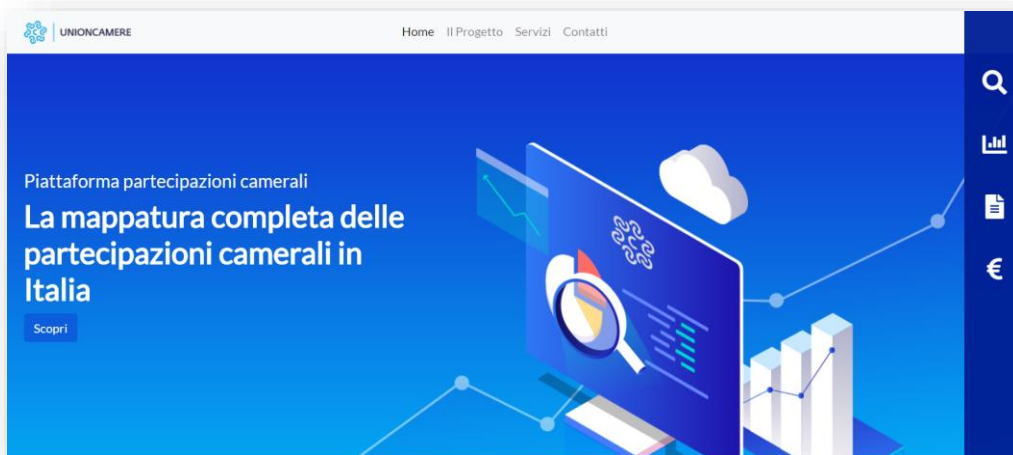 UNIONCAMERE
Home Il Progetto Servizi Contatti
Piattaforma partecipazioni camerali
La mappatura completa delle
partecipazioni camerali in
Italia
Scopri
€